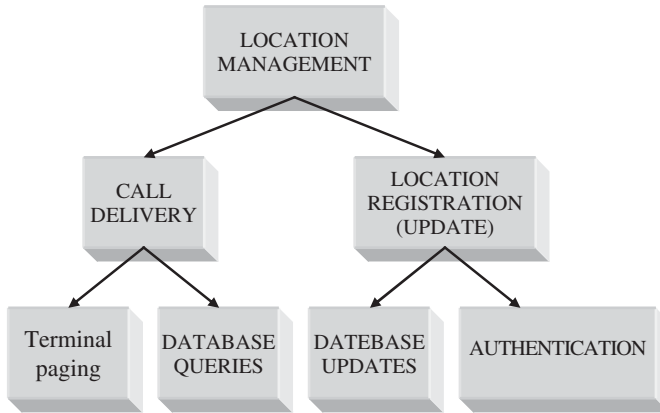 LOCATION
MANAGEMENT
CALL
DELIVERY
LOCATION
REGISTRATION
(UPDATE)
Terminal
paging
DATABASE
QUERIES
DATEBASE
UPDATES
AUTHENTICATION